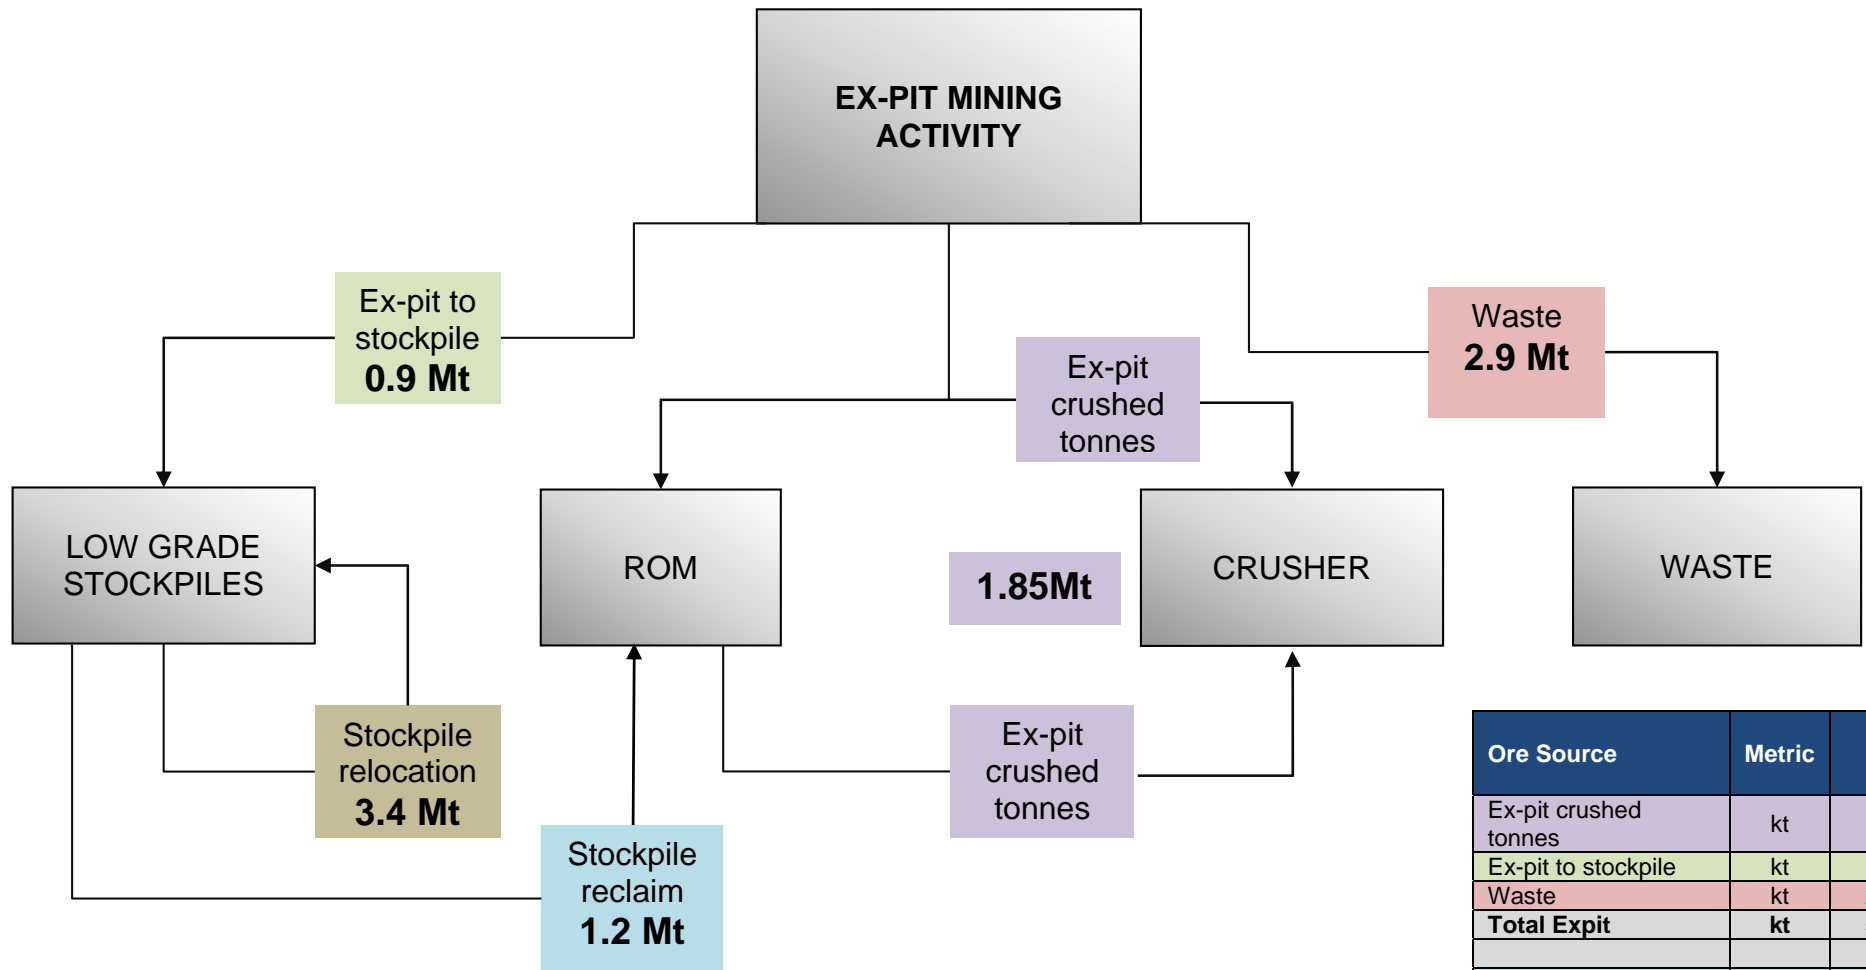 EX-PIT MINING
ACTIVITY
Ex-pit to
stockpile
0.9 Mt
Waste
2.9 Mt
Ex-pit
crushed
tonnes
LOW GRADE
STOCKPILES
ROM
1.85Mt
CRUSHER
WASTE
Stockpile
relocation
3.4 Mt
Ex-pit
crushed
tonnes
Stockpile
reclaim
1.2 Mt
Ore Source Metric
Ex-pit crushed
tonnes kt
Ex-pit to stockpile kt
Waste kt
Total Expit kt